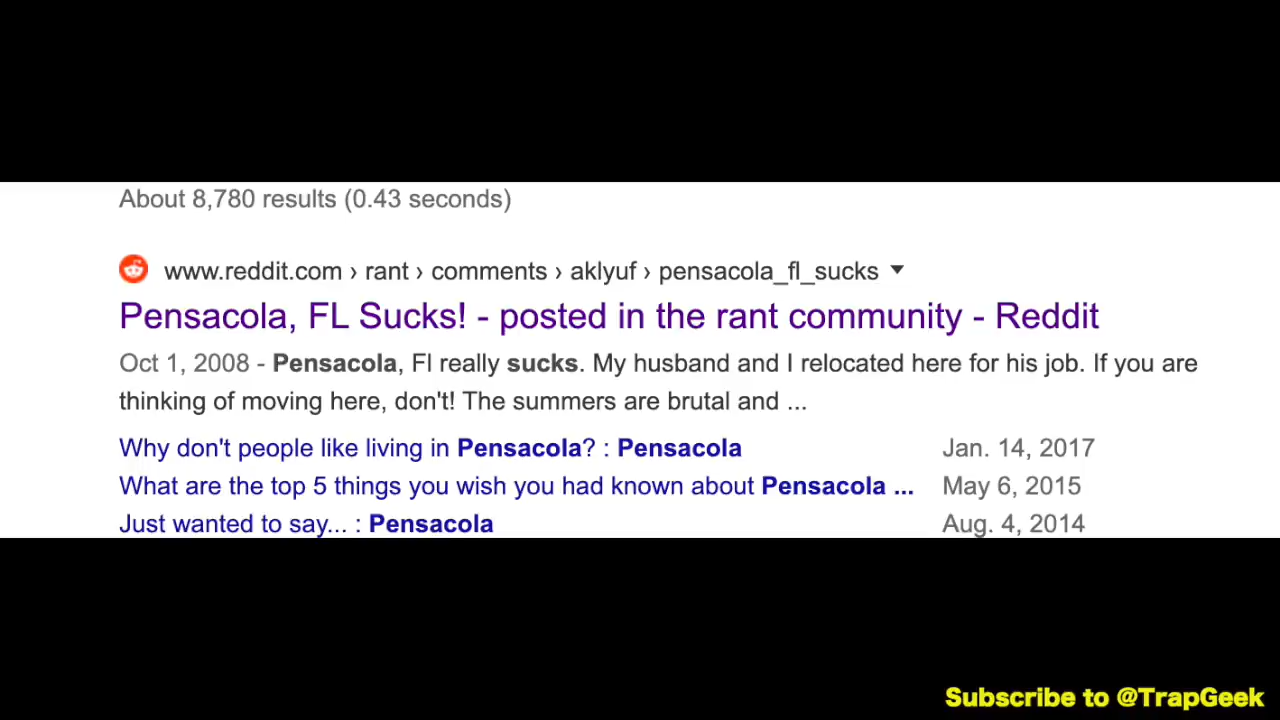 About 8,780 results (0.43 seconds)
www.reddit.com › rant › comments › aklyuf › pensacola_fl_sucks
Pensacola, FL Sucks! - posted in the rant community - Reddit
Oct 1, 2008 - Pensacola, Fl really sucks. My husband and I relocated here for his job. If you are
thinking of moving here, don't! The summers are brutal and ...
Why don't people like living in Pensacola? : Pensacola Jan. 14, 2017
What are the top 5 things you wish you had known about Pensacola ... May 6, 2015
Just wanted to say... : Pensacola Aug. 4, 2014
Subscribe to @TrapGeek